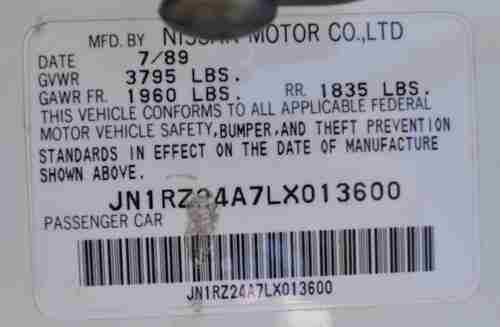 MFD. BY NISSAN MOTOR CO.,LTD
DATE 7/89
GVWR 3795 LBS.
GAWR FR. 1960 LBS. RR. 1835 LBS.
THIS VEHICLE CONFORMS TO ALL APPLICABLE FEDERAL
MOTOR VEHICLE SAFETY,BUMPER,AND THEFT PREVENTION
STANDARDS IN EFFECT ON THE DATE OF MANUFACTURE
SHOWN ABOVE.
JN1RZ24A7LX013600
PASSENGER CAR
JN1RZ24A7LX013600